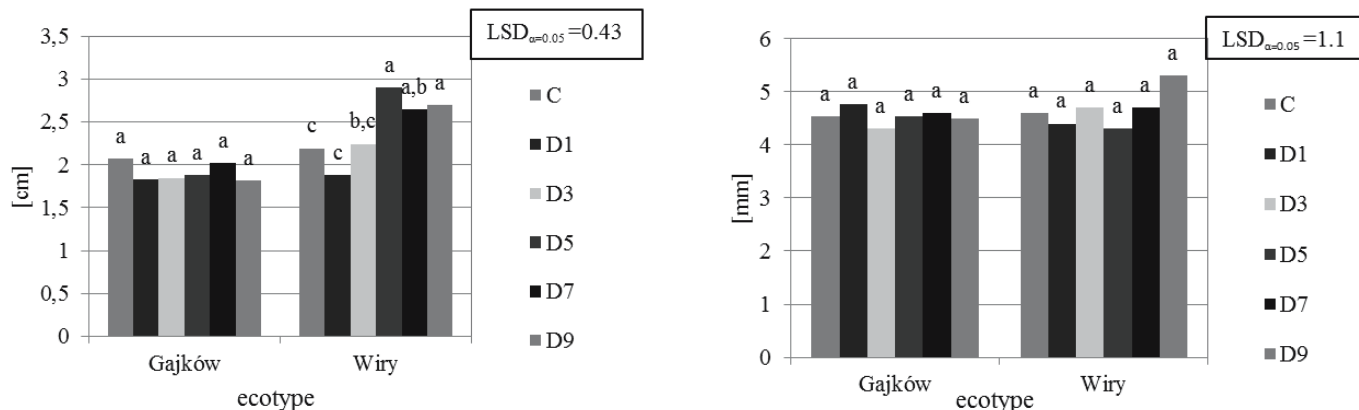 LSDα=0.05 =0.43
3,5
3
2,5
2
1,5
1
0,5
0
[cm]
a
a
a
a
a
a
c
c
b,c
a
a,b
a
Gajków
Wiry
ecotype
C
D1
D3
D5
D7
D9
LSDα=0.05 =1.1
6
5
4
3
2
1
0
[mm]
a
a
a
a
a
a
a
a
a
a
a
a
Gajków
Wiry
ecotype
C
D1
D3
D5
D7
D9